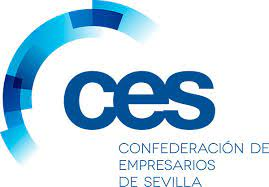 ces
CONFEDERACIÓN DE
EMPRESARIOS
DE SEVILLA